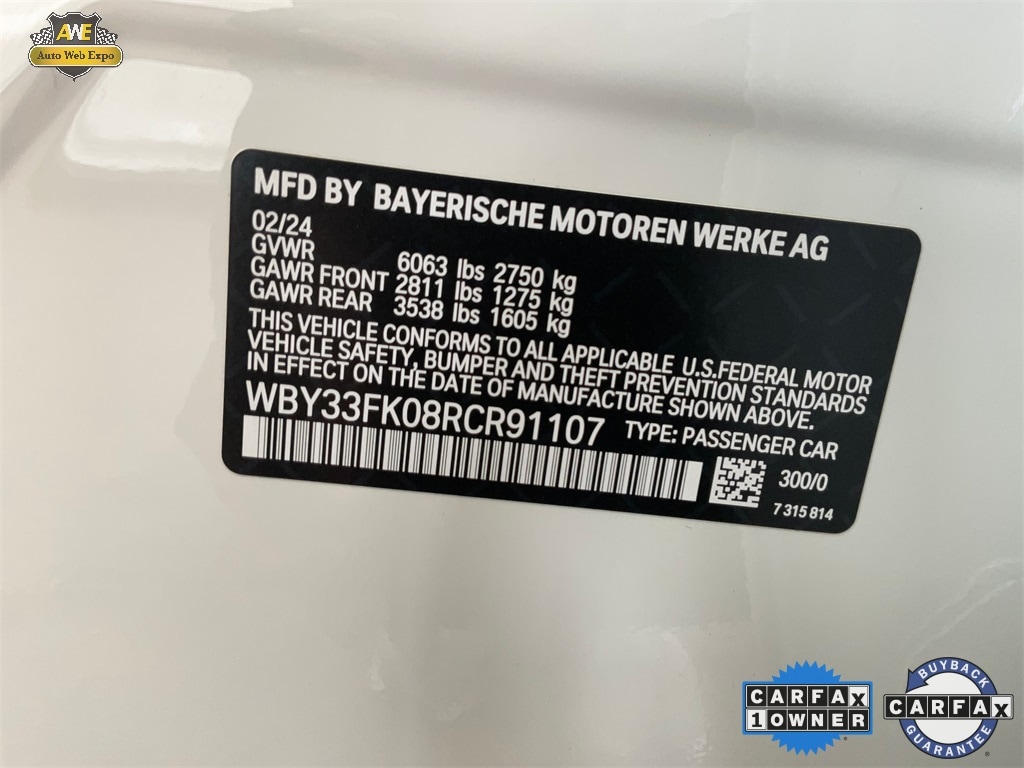 AWE
Auto Web Expo
MFD BY BAYERISCHE MOTOREN WERKE AG
02/24
GVWR 6063 lbs 2750 kg
GAWR FRONT 2811 lbs 1275 kg
GAWR REAR 3538 lbs 1605 kg
THIS VEHICLE CONFORMS TO ALL APPLICABLE U.S.FEDERAL MOTOR
VEHICLE SAFETY, BUMPER AND THEFT PREVENTION STANDARDS
IN EFFECT ON THE DATE OF MANUFACTURE SHOWN ABOVE.
WBY33FK08RCR91107 TYPE: PASSENGER CAR
300/0
7 315 814
CARFAX
1 OWNER
BUYBACK
CARFAX
GUARANTEE